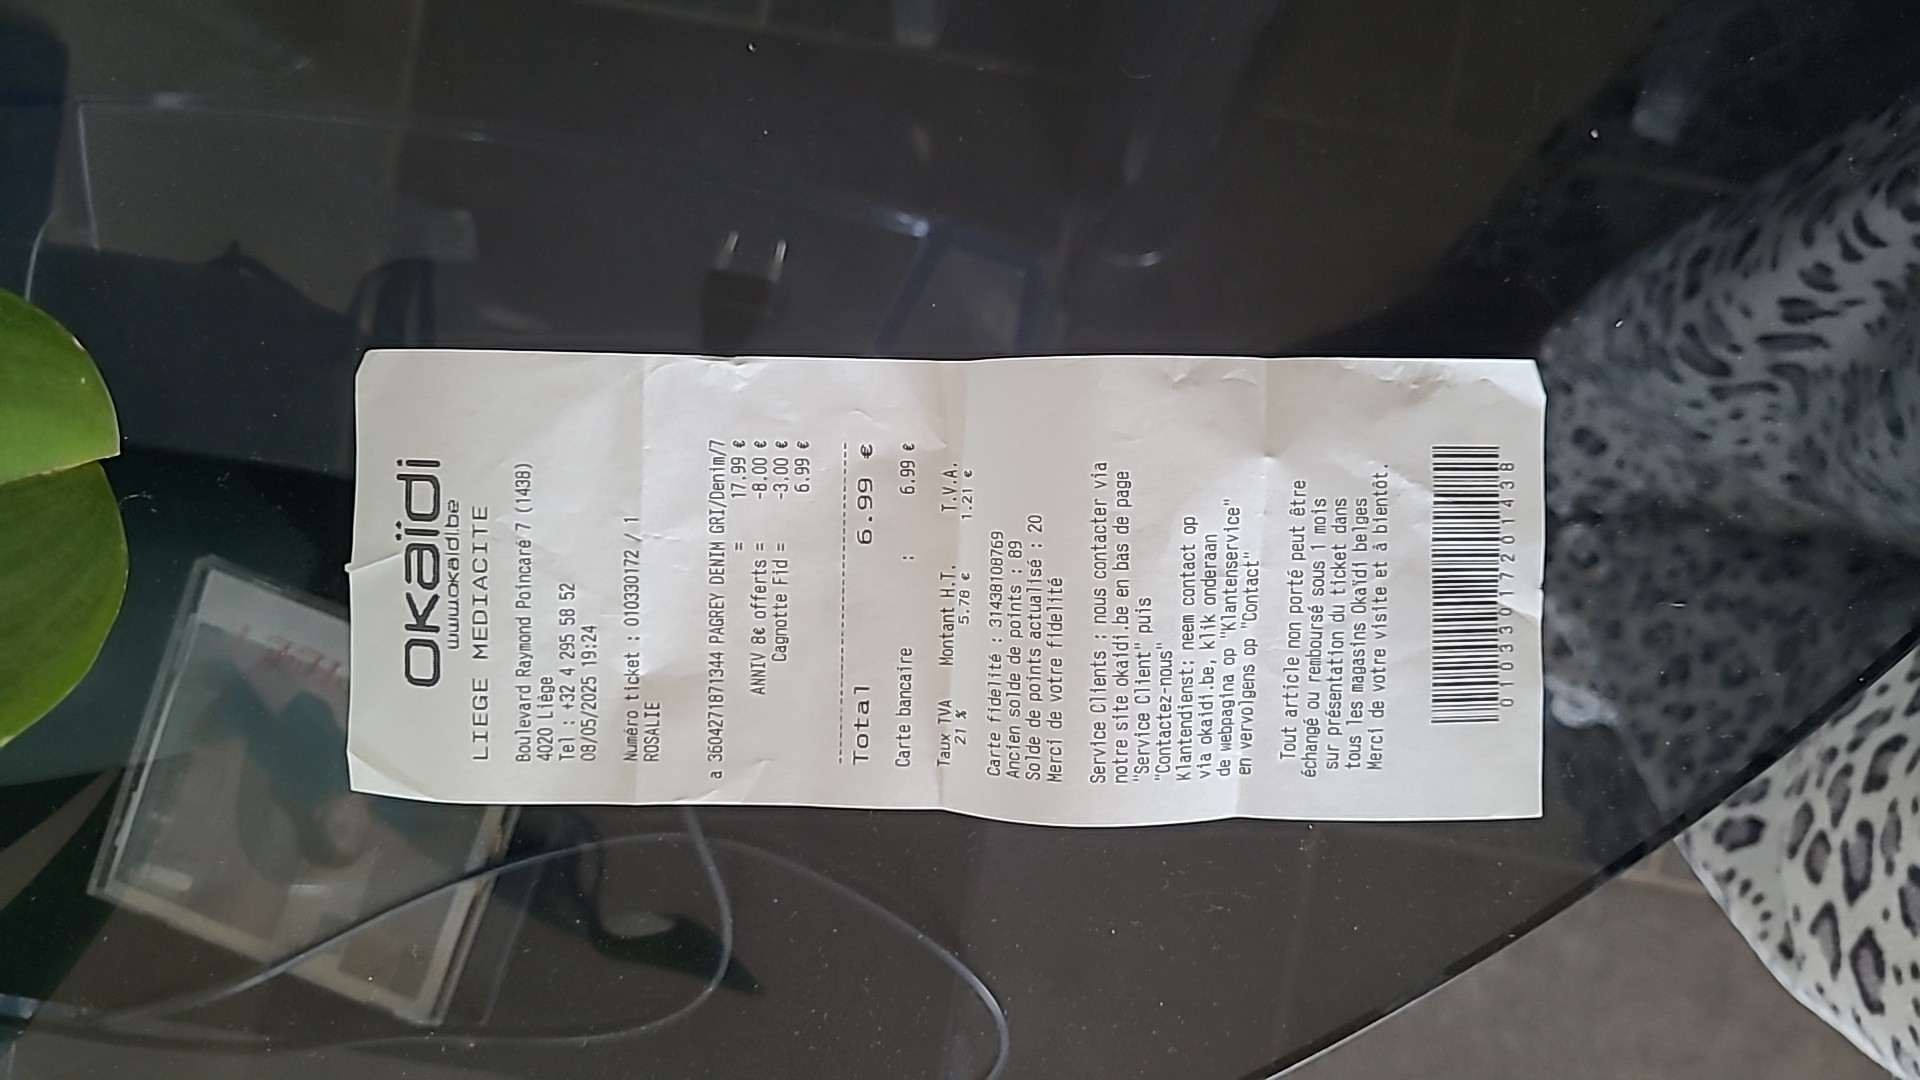 OKAÏDI
www.okaidi.be
LIEGE MEDIACITE
Boulevard Raymond Poincaré 7 (1438)
4020 Liège
Tel : +32 4 295 58 52
08/05/2025 19:24
Numéro ticket : 010330172 / 1
ROSALIE
a 3604271871344 PAGREY DENIM GRI/Denim/7
= 17.99 €
ANNIV 8€ offerts = -8.00 €
Cagnotte Fid = -3.00 €
6.99 €
Total 6.99 €
Carte bancaire : 6.99 €
Taux TVA Montant H.T. T.V.A.
21 % 5.78 € 1.21 €
Carte fidélité : 31438108769
Ancien solde de points : 89
Solde de points actualisé : 20
Merci de votre fidelité
Service Clients : nous contacter via
notre site okaidi.be en bas de page
"Service Client" puis
"Contactez-nous"
Klantendienst: neem contact op
via okaidi.be, klik onderaan
de webpagina op "Klantenservice"
en vervolgens op "Contact"
Tout article non porté peut être
échangé ou remboursé sous 1 mois
sur présentation du ticket dans
tous les magasins Okaïdi belges
Merci de votre visite et à bientôt.
01033017201438